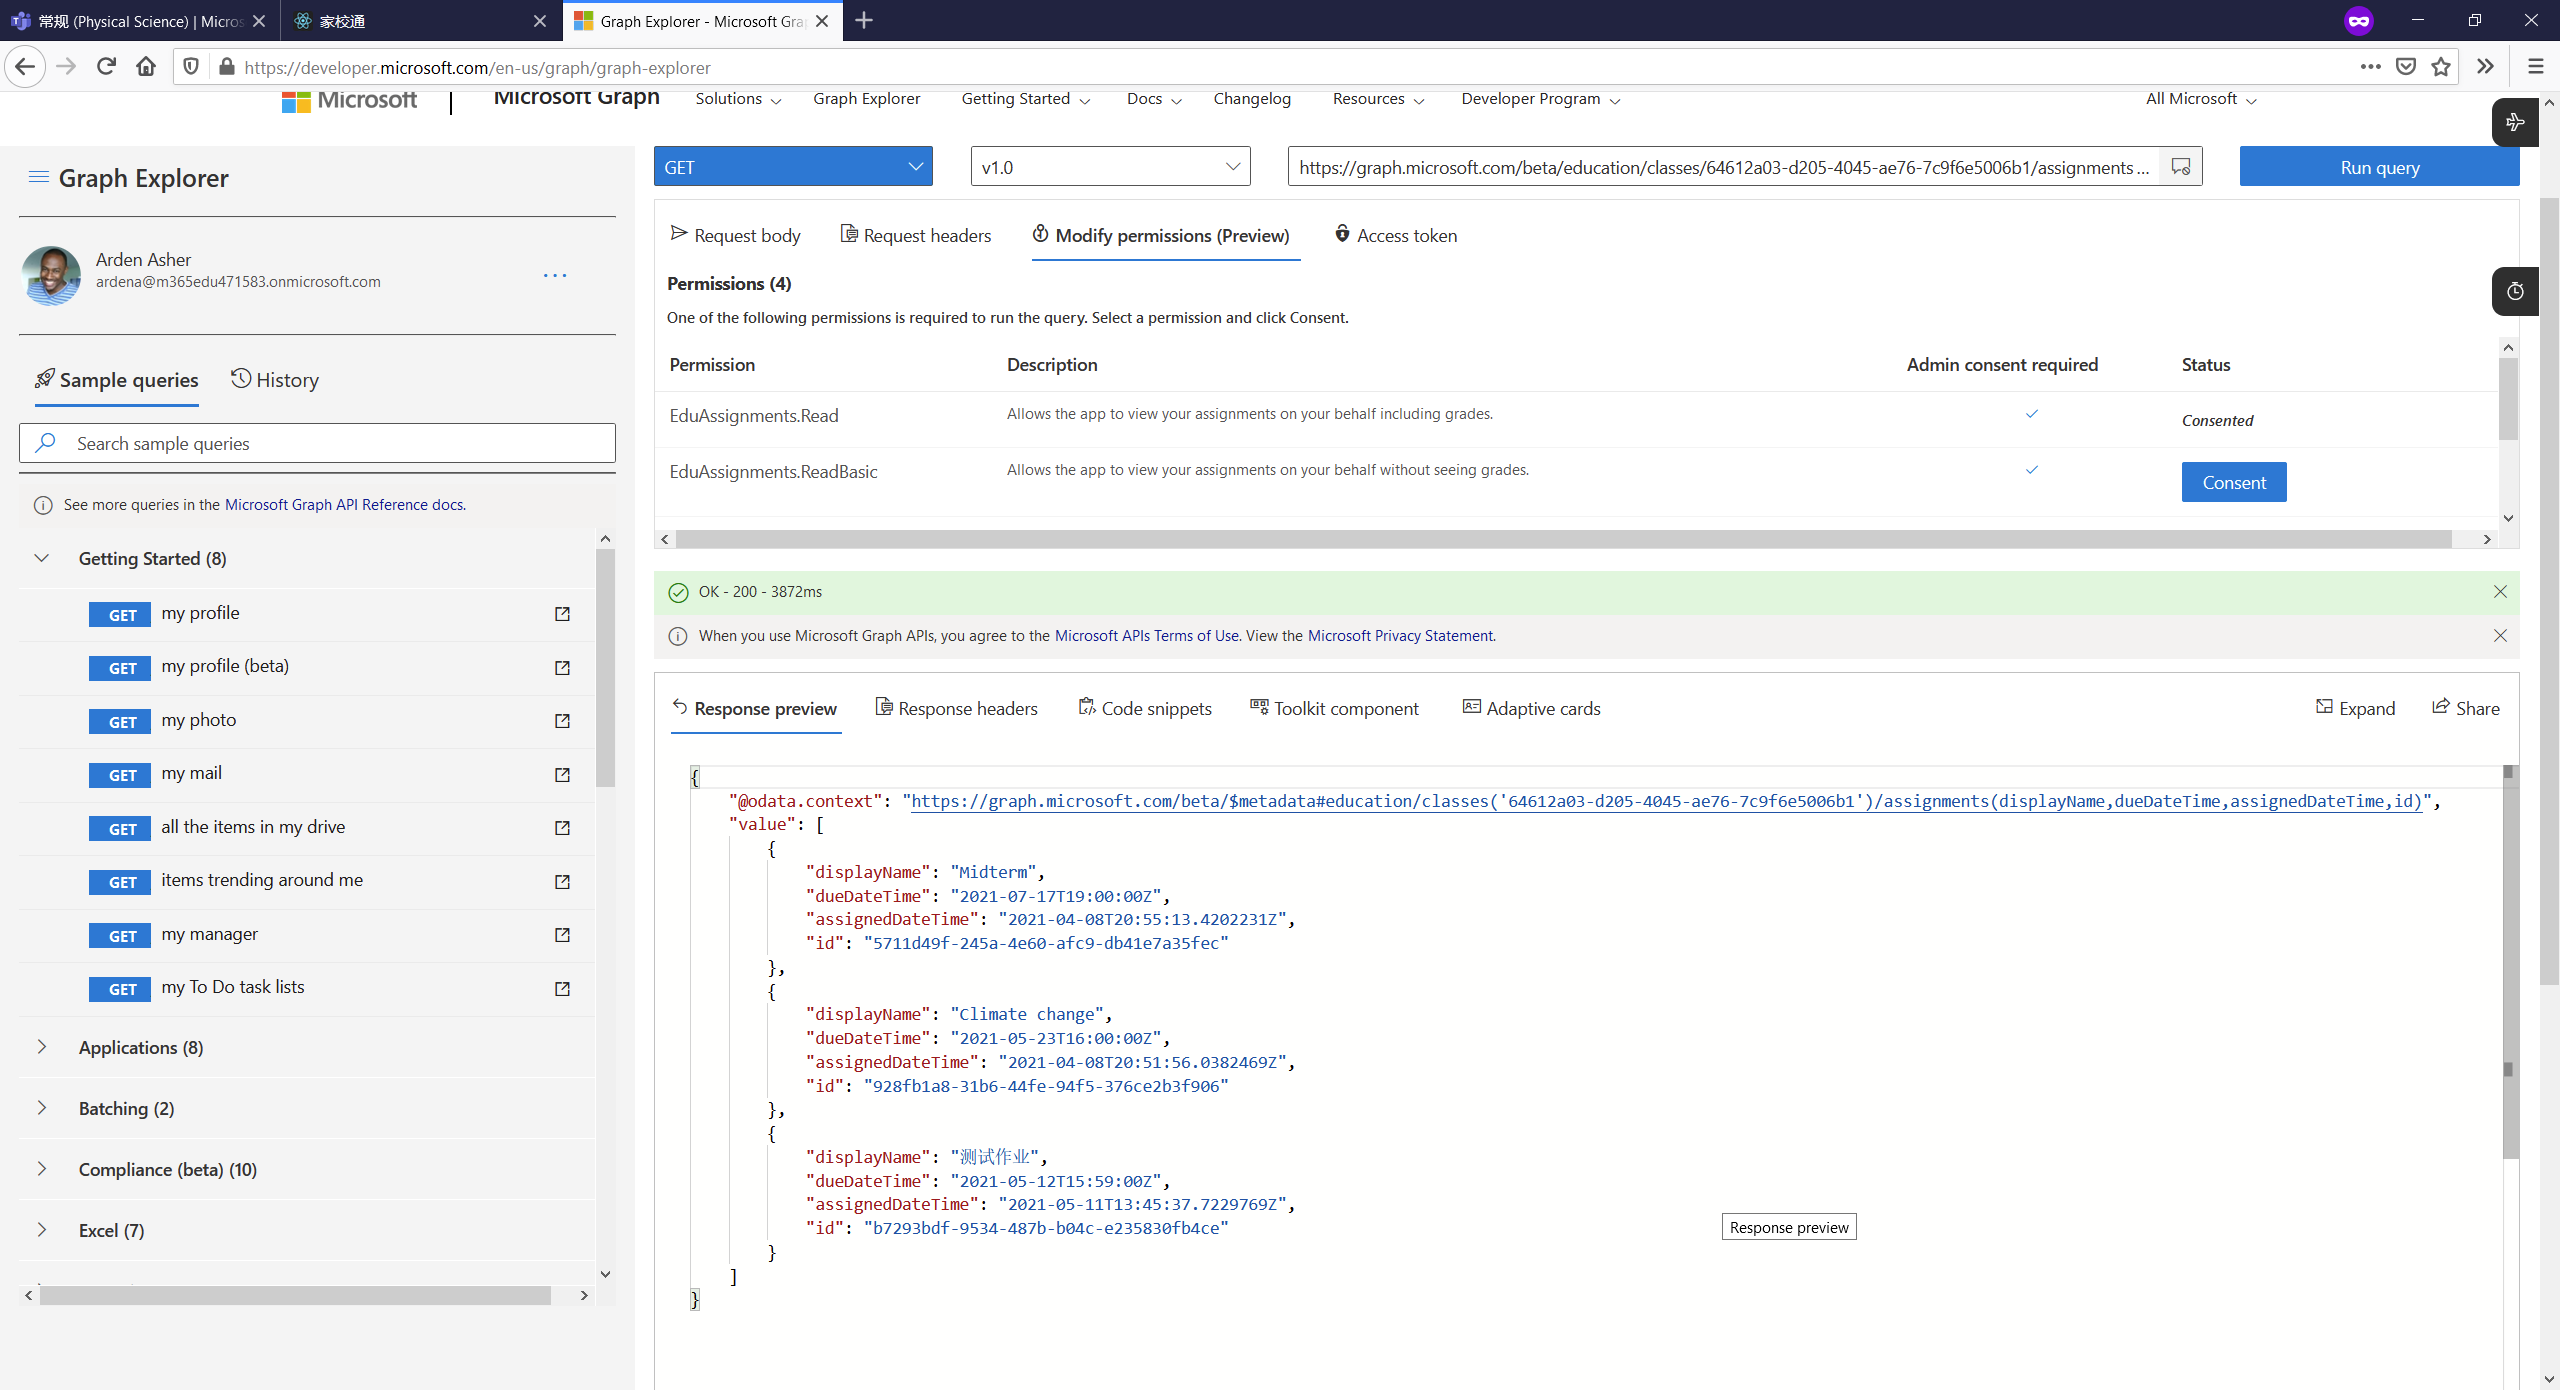 常规 (Physical Science) | Micros
家校通
Graph Explorer - Microsoft Gra
https://developer.microsoft.com/en-us/graph/graph-explorer
Microsoft
Microsoft Graph
Solutions
Graph Explorer
Getting Started
Docs
Changelog
Resources
Developer Program
All Microsoft
Graph Explorer
GET
v1.0
https://graph.microsoft.com/beta/education/classes/64612a03-d205-4045-ae76-7c9f6e5006b1/assignments ...
Run query
Arden Asher
ardena@m365edu471583.onmicrosoft.com
Sample queries
History
Search sample queries
See more queries in the Microsoft Graph API Reference docs.
Getting Started (8)
GET my profile
GET my profile (beta)
GET my photo
GET my mail
GET all the items in my drive
GET items trending around me
GET my manager
GET my To Do task lists
Applications (8)
Batching (2)
Compliance (beta) (10)
Excel (7)
Request body
Request headers
Modify permissions (Preview)
Access token
Permissions (4)
One of the following permissions is required to run the query. Select a permission and click Consent.
Permission Description Admin consent required Status
EduAssignments.Read Allows the app to view your assignments on your behalf including grades. Consented
EduAssignments.ReadBasic Allows the app to view your assignments on your behalf without seeing grades. Consent
OK - 200 - 3872ms
When you use Microsoft Graph APIs, you agree to the Microsoft APIs Terms of Use. View the Microsoft Privacy Statement.
Response preview
Response headers
Code snippets
Toolkit component
Adaptive cards
Expand
Share
{
"@odata.context": "https://graph.microsoft.com/beta/$metadata#education/classes('64612a03-d205-4045-ae76-7c9f6e5006b1')/assignments(displayName,dueDateTime,assignedDateTime,id)",
"value": [
{
"displayName": "Midterm",
"dueDateTime": "2021-07-17T19:00:00Z",
"assignedDateTime": "2021-04-08T20:55:13.4202231Z",
"id": "5711d49f-245a-4e60-afc9-db41e7a35fec"
},
{
"displayName": "Climate change",
"dueDateTime": "2021-05-23T16:00:00Z",
"assignedDateTime": "2021-04-08T20:51:56.0382469Z",
"id": "928fb1a8-31b6-44fe-94f5-376ce2b3f906"
},
{
"displayName": "测试作业",
"dueDateTime": "2021-05-12T15:59:00Z",
"assignedDateTime": "2021-05-11T13:45:37.7229769Z",
"id": "b7293bdf-9534-487b-b04c-e235830fb4ce"
}
]
}
Response preview